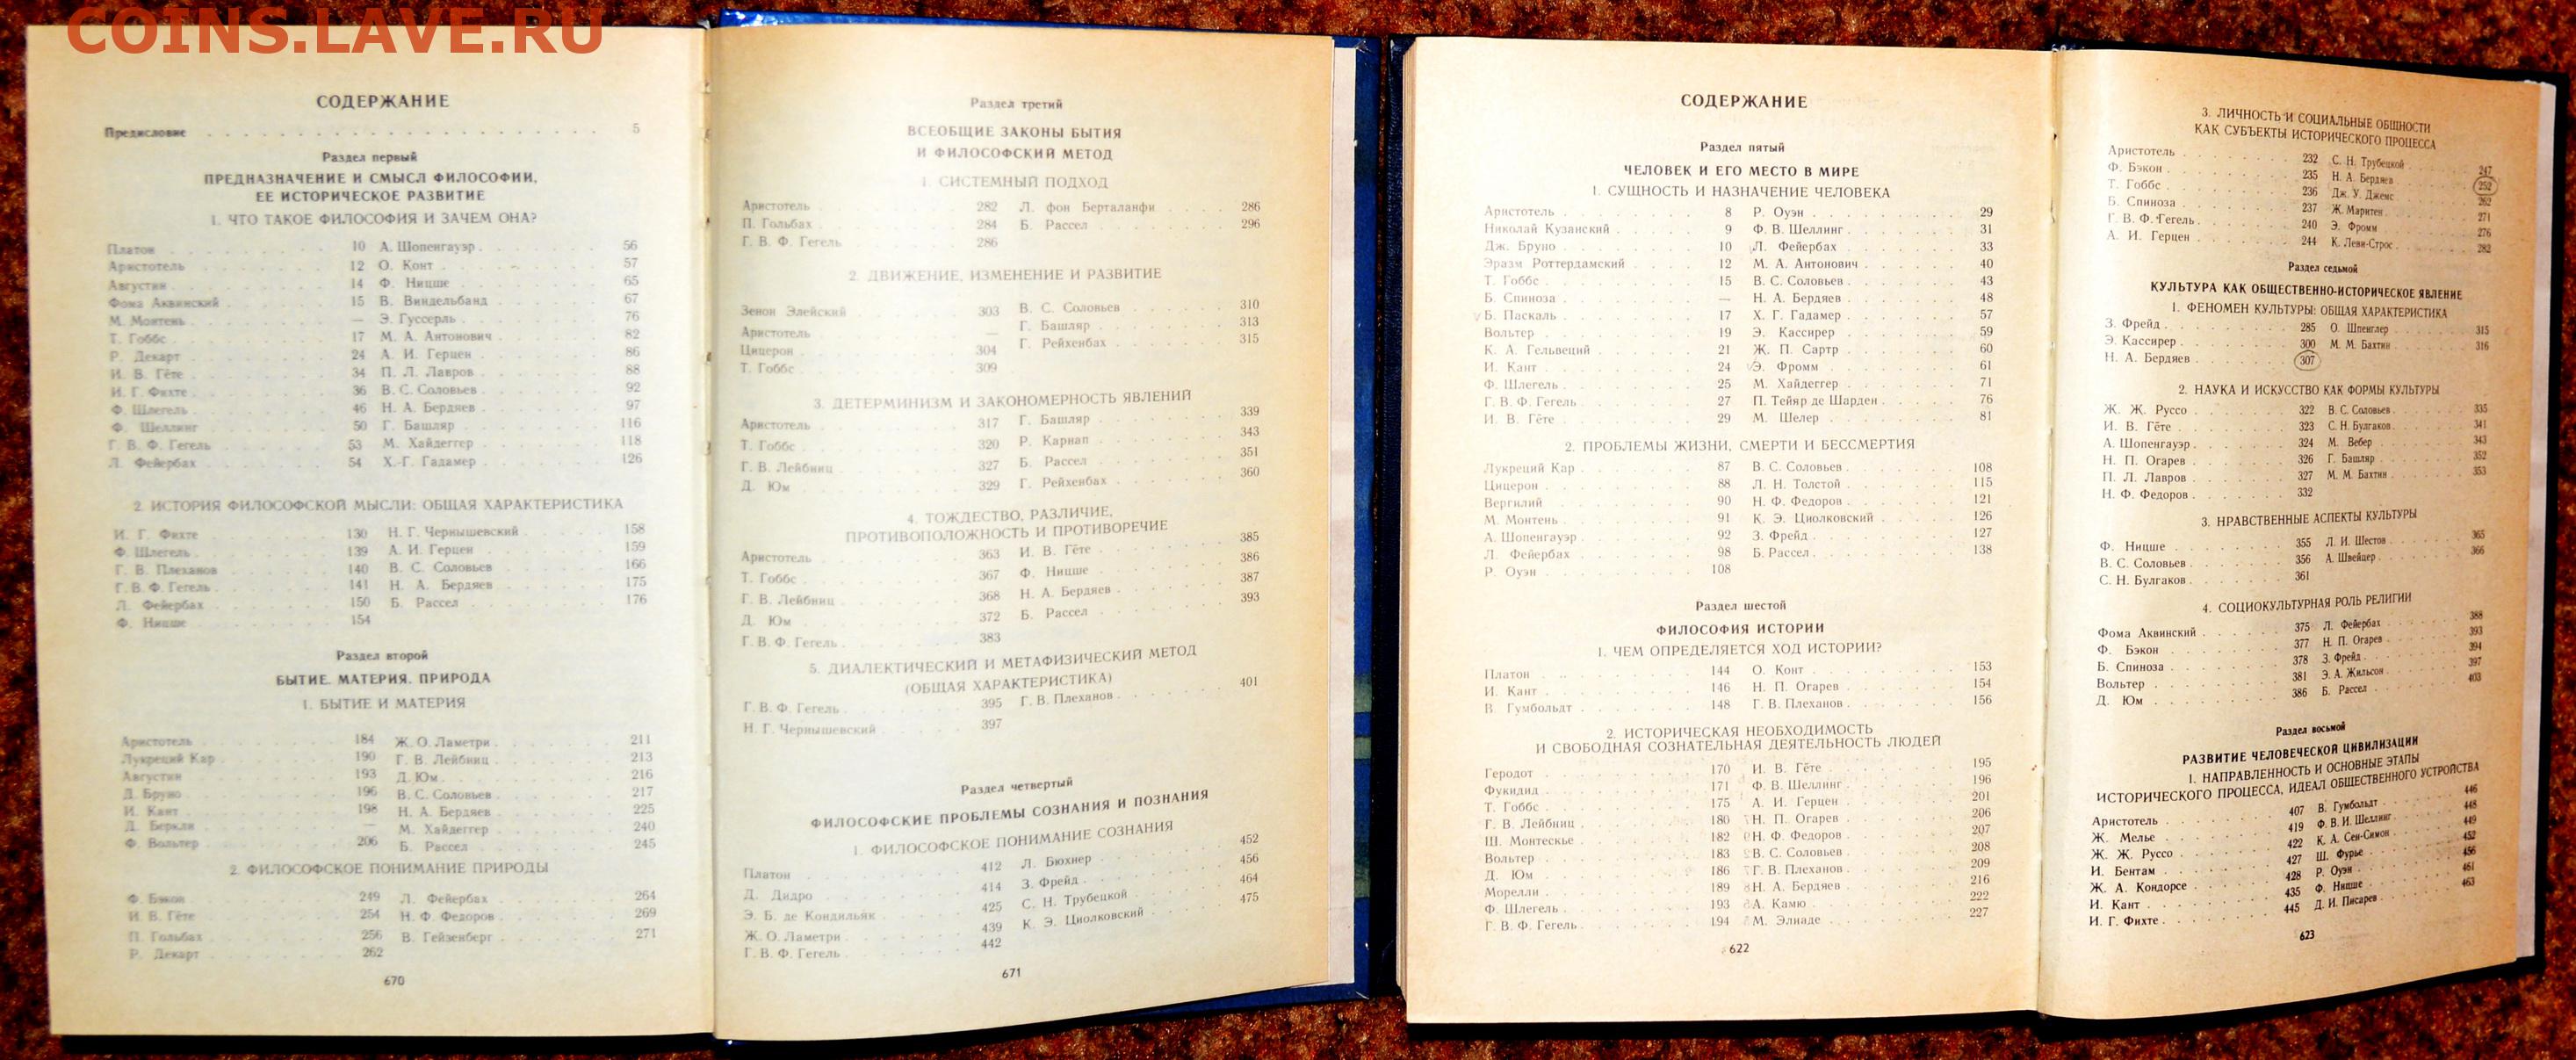 COINS.LAVE.RU
СОДЕРЖАНИЕ
Предисловие . . . 5
Раздел первый
ПРЕДНАЗНАЧЕНИЕ И СМЫСЛ ФИЛОСОФИИ,
ЕЕ ИСТОРИЧЕСКОЕ РАЗВИТИЕ
1. ЧТО ТАКОЕ ФИЛОСОФИЯ И ЗАЧЕМ ОНА?
Платон 10 А. Шопенгауэр 56
Аристотель 12 О. Конт 57
Августин 14 Ф. Ницше 65
Фома Аквинский 15 В. Виндельбанд 67
М. Монтень — Э. Гуссерль 76
Т. Гоббс 17 М. А. Антонович 82
Р. Декарт 24 А. И. Герцен 86
И. В. Гёте 34 П. Л. Лавров 88
И. Г. Фихте 36 В. С. Соловьев 92
Ф. Шлегель 46 Н. А. Бердяев 97
Ф. Шеллинг 50 Г. Башляр 116
Г. В. Ф. Гегель 53 М. Хайдеггер 118
Л. Фейербах 54 Х.-Г. Гадамер 126
2. ИСТОРИЯ ФИЛОСОФСКОЙ МЫСЛИ: ОБЩАЯ ХАРАКТЕРИСТИКА
И. Г. Фихте 130 Н. Г. Чернышевский 158
Ф. Шлегель 139 А. И. Герцен 159
Г. В. Плеханов 140 В. С. Соловьев 166
Г. В. Ф. Гегель 141 Н. А. Бердяев 175
Л. Фейербах 150 Б. Рассел 176
Ф. Ницше 154
Раздел второй
БЫТИЕ. МАТЕРИЯ. ПРИРОДА
1. БЫТИЕ И МАТЕРИЯ
Аристотель 184 Ж. О. Ламетри 211
Лукреций Кар 190 Г. В. Лейбниц 213
Августин 193 Д. Юм 216
Д. Бруно 196 В. С. Соловьев 217
И. Кант 198 Н. А. Бердяев 225
Д. Беркли — М. Хайдеггер 240
Ф. Вольтер 206 Б. Рассел 245
2. ФИЛОСОФСКОЕ ПОНИМАНИЕ ПРИРОДЫ
Ф. Бэкон 249 Л. Фейербах 264
И. В. Гёте 254 Н. Ф. Федоров 269
П. Гольбах 256 В. Гейзенберг 271
Р. Декарт 262
670
Раздел третий
ВСЕОБЩИЕ ЗАКОНЫ БЫТИЯ
И ФИЛОСОФСКИЙ МЕТОД
1. СИСТЕМНЫЙ ПОДХОД
Аристотель 282 Л. фон Берталанфи 286
П. Гольбах 284 Б. Рассел 296
Г. В. Ф. Гегель 286
2. ДВИЖЕНИЕ, ИЗМЕНЕНИЕ И РАЗВИТИЕ
Зенон Элейский 303 В. С. Соловьев 310
Аристотель — Г. Башляр 313
Цицерон 304 Г. Рейхенбах 315
Т. Гоббс 309
3. ДЕТЕРМИНИЗМ И ЗАКОНОМЕРНОСТЬ ЯВЛЕНИЙ
Аристотель 317 Г. Башляр 339
Т. Гоббс 320 Р. Карнап 343
Г. В. Лейбниц 327 Б. Рассел 351
Д. Юм 329 Г. Рейхенбах 360
4. ТОЖДЕСТВО, РАЗЛИЧИЕ,
ПРОТИВОПОЛОЖНОСТЬ И ПРОТИВОРЕЧИЕ
Аристотель 363 И. В. Гёте 385
Т. Гоббс 367 Ф. Ницше 386
Г. В. Лейбниц 368 Н. А. Бердяев 387
Д. Юм 372 Б. Рассел 393
Г. В. Ф. Гегель 383
5. ДИАЛЕКТИЧЕСКИЙ И МЕТАФИЗИЧЕСКИЙ МЕТОД
(ОБЩАЯ ХАРАКТЕРИСТИКА)
Г. В. Ф. Гегель 395 Г. В. Плеханов 401
Н. Г. Чернышевский 397
Раздел четвертый
ФИЛОСОФСКИЕ ПРОБЛЕМЫ СОЗНАНИЯ И ПОЗНАНИЯ
1. ФИЛОСОФСКОЕ ПОНИМАНИЕ СОЗНАНИЯ
Платон 412 Л. Бюхнер 452
Д. Дидро 414 З. Фрейд 456
Э. Б. де Кондильяк 425 С. Н. Трубецкой 464
Ж. О. Ламетри 439 К. Э. Циолковский 475
Г. В. Ф. Гегель 442
671
СОДЕРЖАНИЕ
Раздел пятый
ЧЕЛОВЕК И ЕГО МЕСТО В МИРЕ
1. СУЩНОСТЬ И НАЗНАЧЕНИЕ ЧЕЛОВЕКА
Аристотель 8 Р. Оуэн 29
Николай Кузанский 9 Ф. В. Шеллинг 31
Дж. Бруно 10 Л. Фейербах 33
Эразм Роттердамский 12 М. А. Антонович 40
Т. Гоббс 15 В. С. Соловьев 43
Б. Спиноза — Н. А. Бердяев 48
Б. Паскаль 17 Х. Г. Гадамер 57
Вольтер 19 Э. Кассирер 59
К. А. Гельвеций 21 Ж. П. Сартр 60
И. Кант 24 Э. Фромм 61
Ф. Шлегель 25 М. Хайдеггер 71
Г. В. Ф. Гегель 27 П. Тейяр де Шарден 76
И. В. Гёте 29 М. Шелер 81
2. ПРОБЛЕМЫ ЖИЗНИ, СМЕРТИ И БЕССМЕРТИЯ
Лукреций Кар 87 В. С. Соловьев 108
Цицерон 88 Л. Н. Толстой 115
Вергилий 90 Н. Ф. Федоров 121
М. Монтень 91 К. Э. Циолковский 126
А. Шопенгауэр 92 З. Фрейд 127
Л. Фейербах 98 Б. Рассел 138
Р. Оуэн 108
Раздел шестой
ФИЛОСОФИЯ ИСТОРИИ
1. ЧЕМ ОПРЕДЕЛЯЕТСЯ ХОД ИСТОРИИ?
Платон 144 О. Конт 153
И. Кант 146 Н. П. Огарев 154
В. Гумбольдт 148 Г. В. Плеханов 156
2. ИСТОРИЧЕСКАЯ НЕОБХОДИМОСТЬ
И СВОБОДНАЯ СОЗНАТЕЛЬНАЯ ДЕЯТЕЛЬНОСТЬ ЛЮДЕЙ
Геродот 170 И. В. Гёте 195
Фукидид 171 Ф. В. Шеллинг 196
Т. Гоббс 175 А. И. Герцен 201
Г. В. Лейбниц 180 Н. П. Огарев 206
Ш. Монтескье 182 Н. Ф. Федоров 207
Вольтер 183 В. С. Соловьев 208
Д. Юм 186 Г. В. Плеханов 209
Морелли 189 Н. А. Бердяев 216
Ф. Шлегель 193 А. Камю 222
Г. В. Ф. Гегель 194 М. Элиаде 227
622
3. ЛИЧНОСТЬ И СОЦИАЛЬНЫЕ ОБЩНОСТИ
КАК СУБЪЕКТЫ ИСТОРИЧЕСКОГО ПРОЦЕССА
Аристотель 232 С. Н. Трубецкой 247
Ф. Бэкон 235 Н. А. Бердяев 252
Т. Гоббс 236 Дж. У. Джемс 262
Б. Спиноза 237 Ж. Маритен 271
Г. В. Ф. Гегель 240 Э. Фромм 276
А. И. Герцен 244 К. Леви-Строс 282
Раздел седьмой
КУЛЬТУРА КАК ОБЩЕСТВЕННО-ИСТОРИЧЕСКОЕ ЯВЛЕНИЕ
1. ФЕНОМЕН КУЛЬТУРЫ: ОБЩАЯ ХАРАКТЕРИСТИКА
З. Фрейд 285 О. Шпенглер 315
Э. Кассирер 300 М. М. Бахтин 316
Н. А. Бердяев 307
2. НАУКА И ИСКУССТВО КАК ФОРМЫ КУЛЬТУРЫ
Ж. Ж. Руссо 322 В. С. Соловьев 335
И. В. Гёте 323 С. Н. Булгаков 341
А. Шопенгауэр 324 М. Вебер 343
Н. П. Огарев 326 Г. Башляр 352
П. Л. Лавров 327 М. М. Бахтин 353
Н. Ф. Федоров 332
3. НРАВСТВЕННЫЕ АСПЕКТЫ КУЛЬТУРЫ
Ф. Ницше 355 Л. И. Шестов 365
В. С. Соловьев 356 А. Швейцер 366
С. Н. Булгаков 361
4. СОЦИОКУЛЬТУРНАЯ РОЛЬ РЕЛИГИИ
Фома Аквинский 375 Л. Фейербах 388
Ф. Бэкон 377 Н. П. Огарев 393
Б. Спиноза 378 З. Фрейд 394
Вольтер 381 Э. А. Жильсон 397
Д. Юм 386 Б. Рассел 403
Раздел восьмой
РАЗВИТИЕ ЧЕЛОВЕЧЕСКОЙ ЦИВИЛИЗАЦИИ
1. НАПРАВЛЕННОСТЬ И ОСНОВНЫЕ ЭТАПЫ
ИСТОРИЧЕСКОГО ПРОЦЕССА, ИДЕАЛ ОБЩЕСТВЕННОГО УСТРОЙСТВА
Аристотель 407 В. Гумбольдт 446
Ж. Мелье 419 Ф. В. И. Шеллинг 448
Ж. Ж. Руссо 422 К. А. Сен-Симон 449
И. Бентам 427 Ш. Фурье 452
Ж. А. Кондорсе 428 Р. Оуэн 456
И. Кант 435 Ф. Ницше 461
И. Г. Фихте 445 Д. И. Писарев 463
623